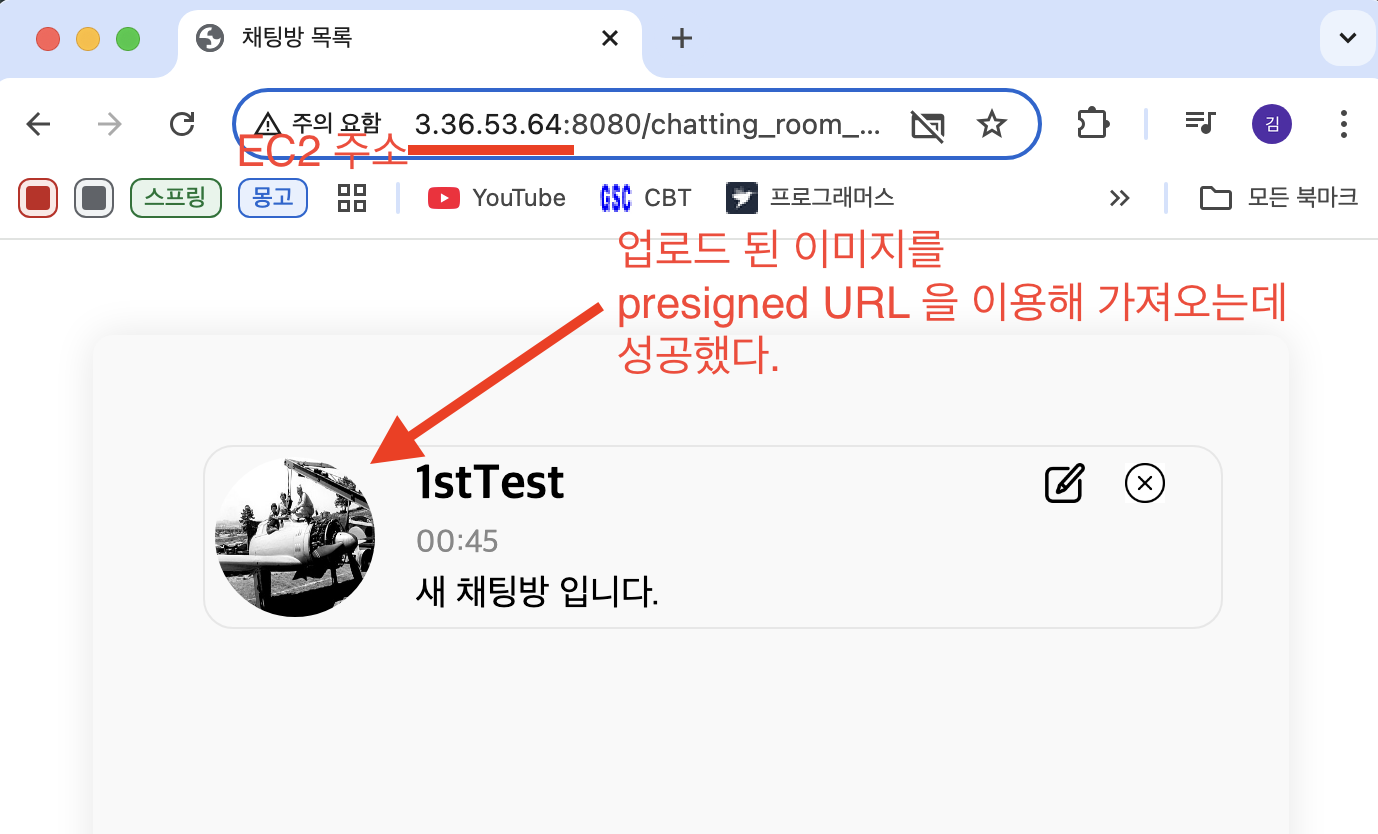 채팅방 목록
주의 요함 3.36.53.64:8080/chatting_room_...
김
EC2 주소
스프링 몽고 YouTube GSC CBT 프로그래머스 모든 북마크
업로드 된 이미지를
presigned URL 을 이용해 가져오는데
성공했다.
1stTest
00:45
새 채팅방 입니다.